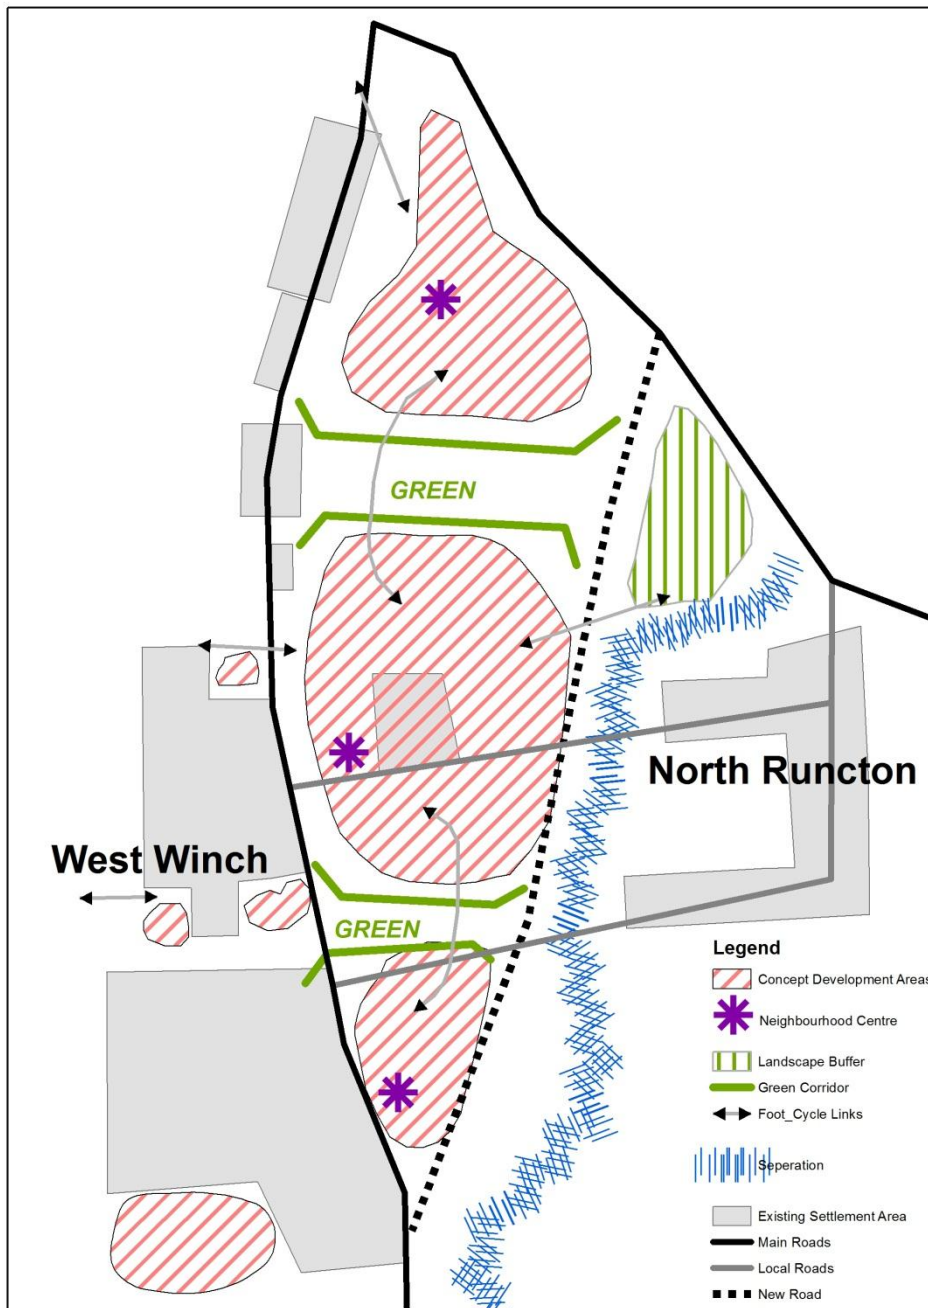 GREEN
North Runcton
West Winch
GREEN
Legend
Concept Development Areas
Neighbourhood Centre
Landscape Buffer
Green Corridor
Foot_Cycle Links
Seperation
Existing Settlement Area
Main Roads
Local Roads
New Road